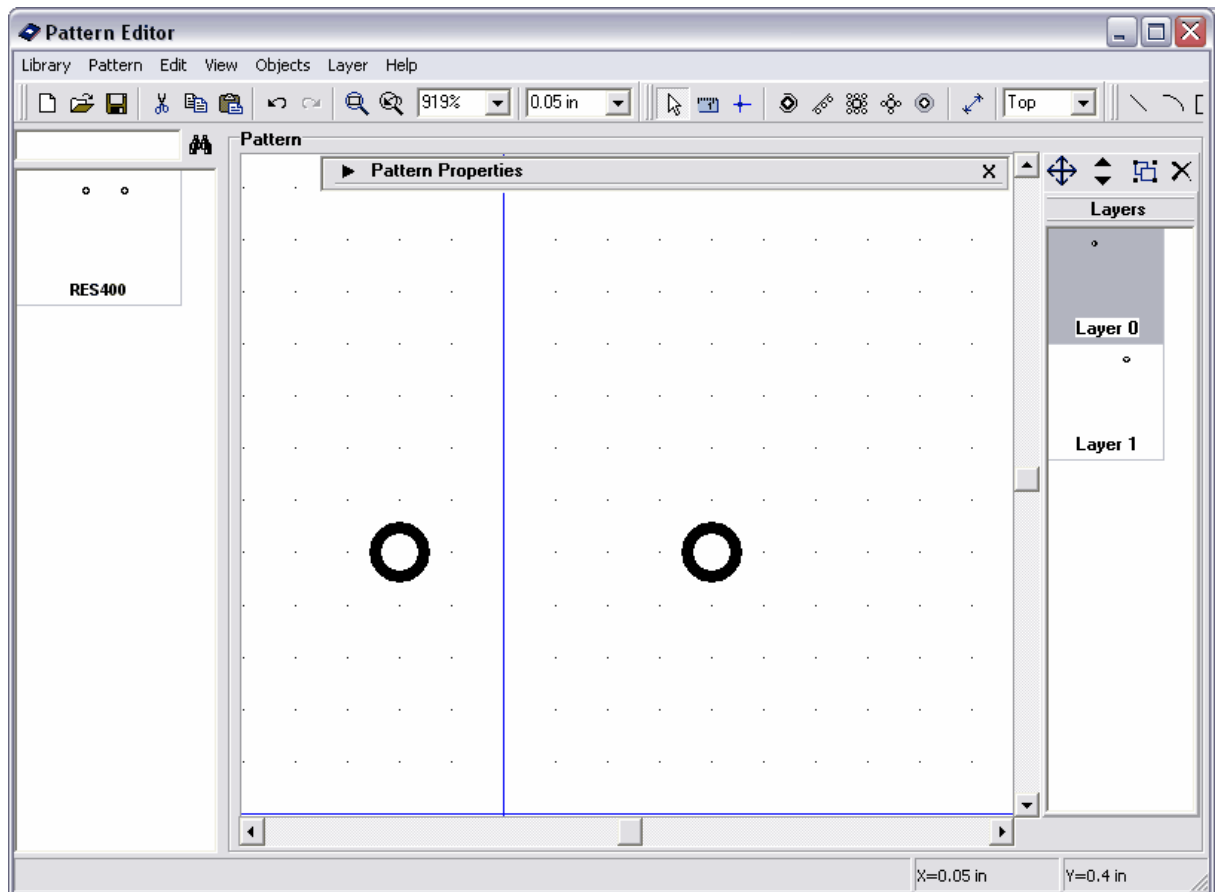 Pattern Editor
Library Pattern Edit View Objects Layer Help
919% 0.05 in Top
Pattern
Pattern Properties
Layers
RES400
Layer 0
Layer 1
X=0.05 in Y=0.4 in